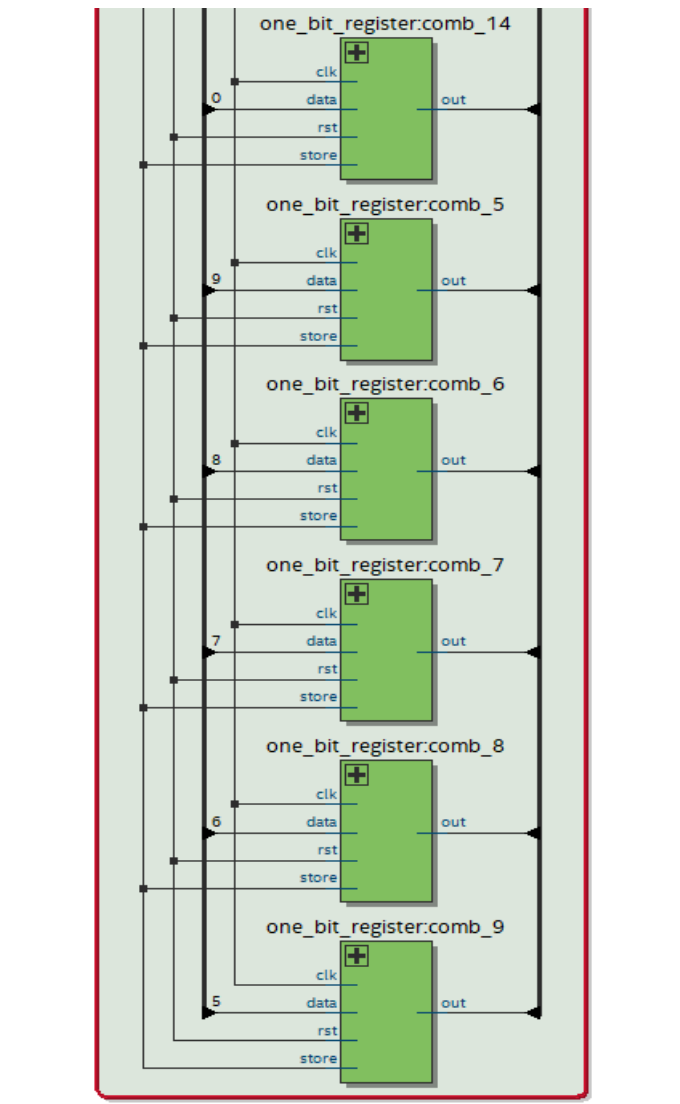 one_bit_register:comb_14
clk
0 data out
rst
store
one_bit_register:comb_5
clk
9 data out
rst
store
one_bit_register:comb_6
clk
8 data out
rst
store
one_bit_register:comb_7
clk
7 data out
rst
store
one_bit_register:comb_8
clk
6 data out
rst
store
one_bit_register:comb_9
clk
5 data out
rst
store